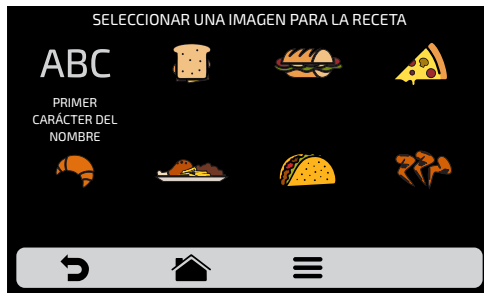 SELECCIONAR UNA IMAGEN PARA LA RECETA
ABC
PRIMER
CARÁCTER DEL
NOMBRE